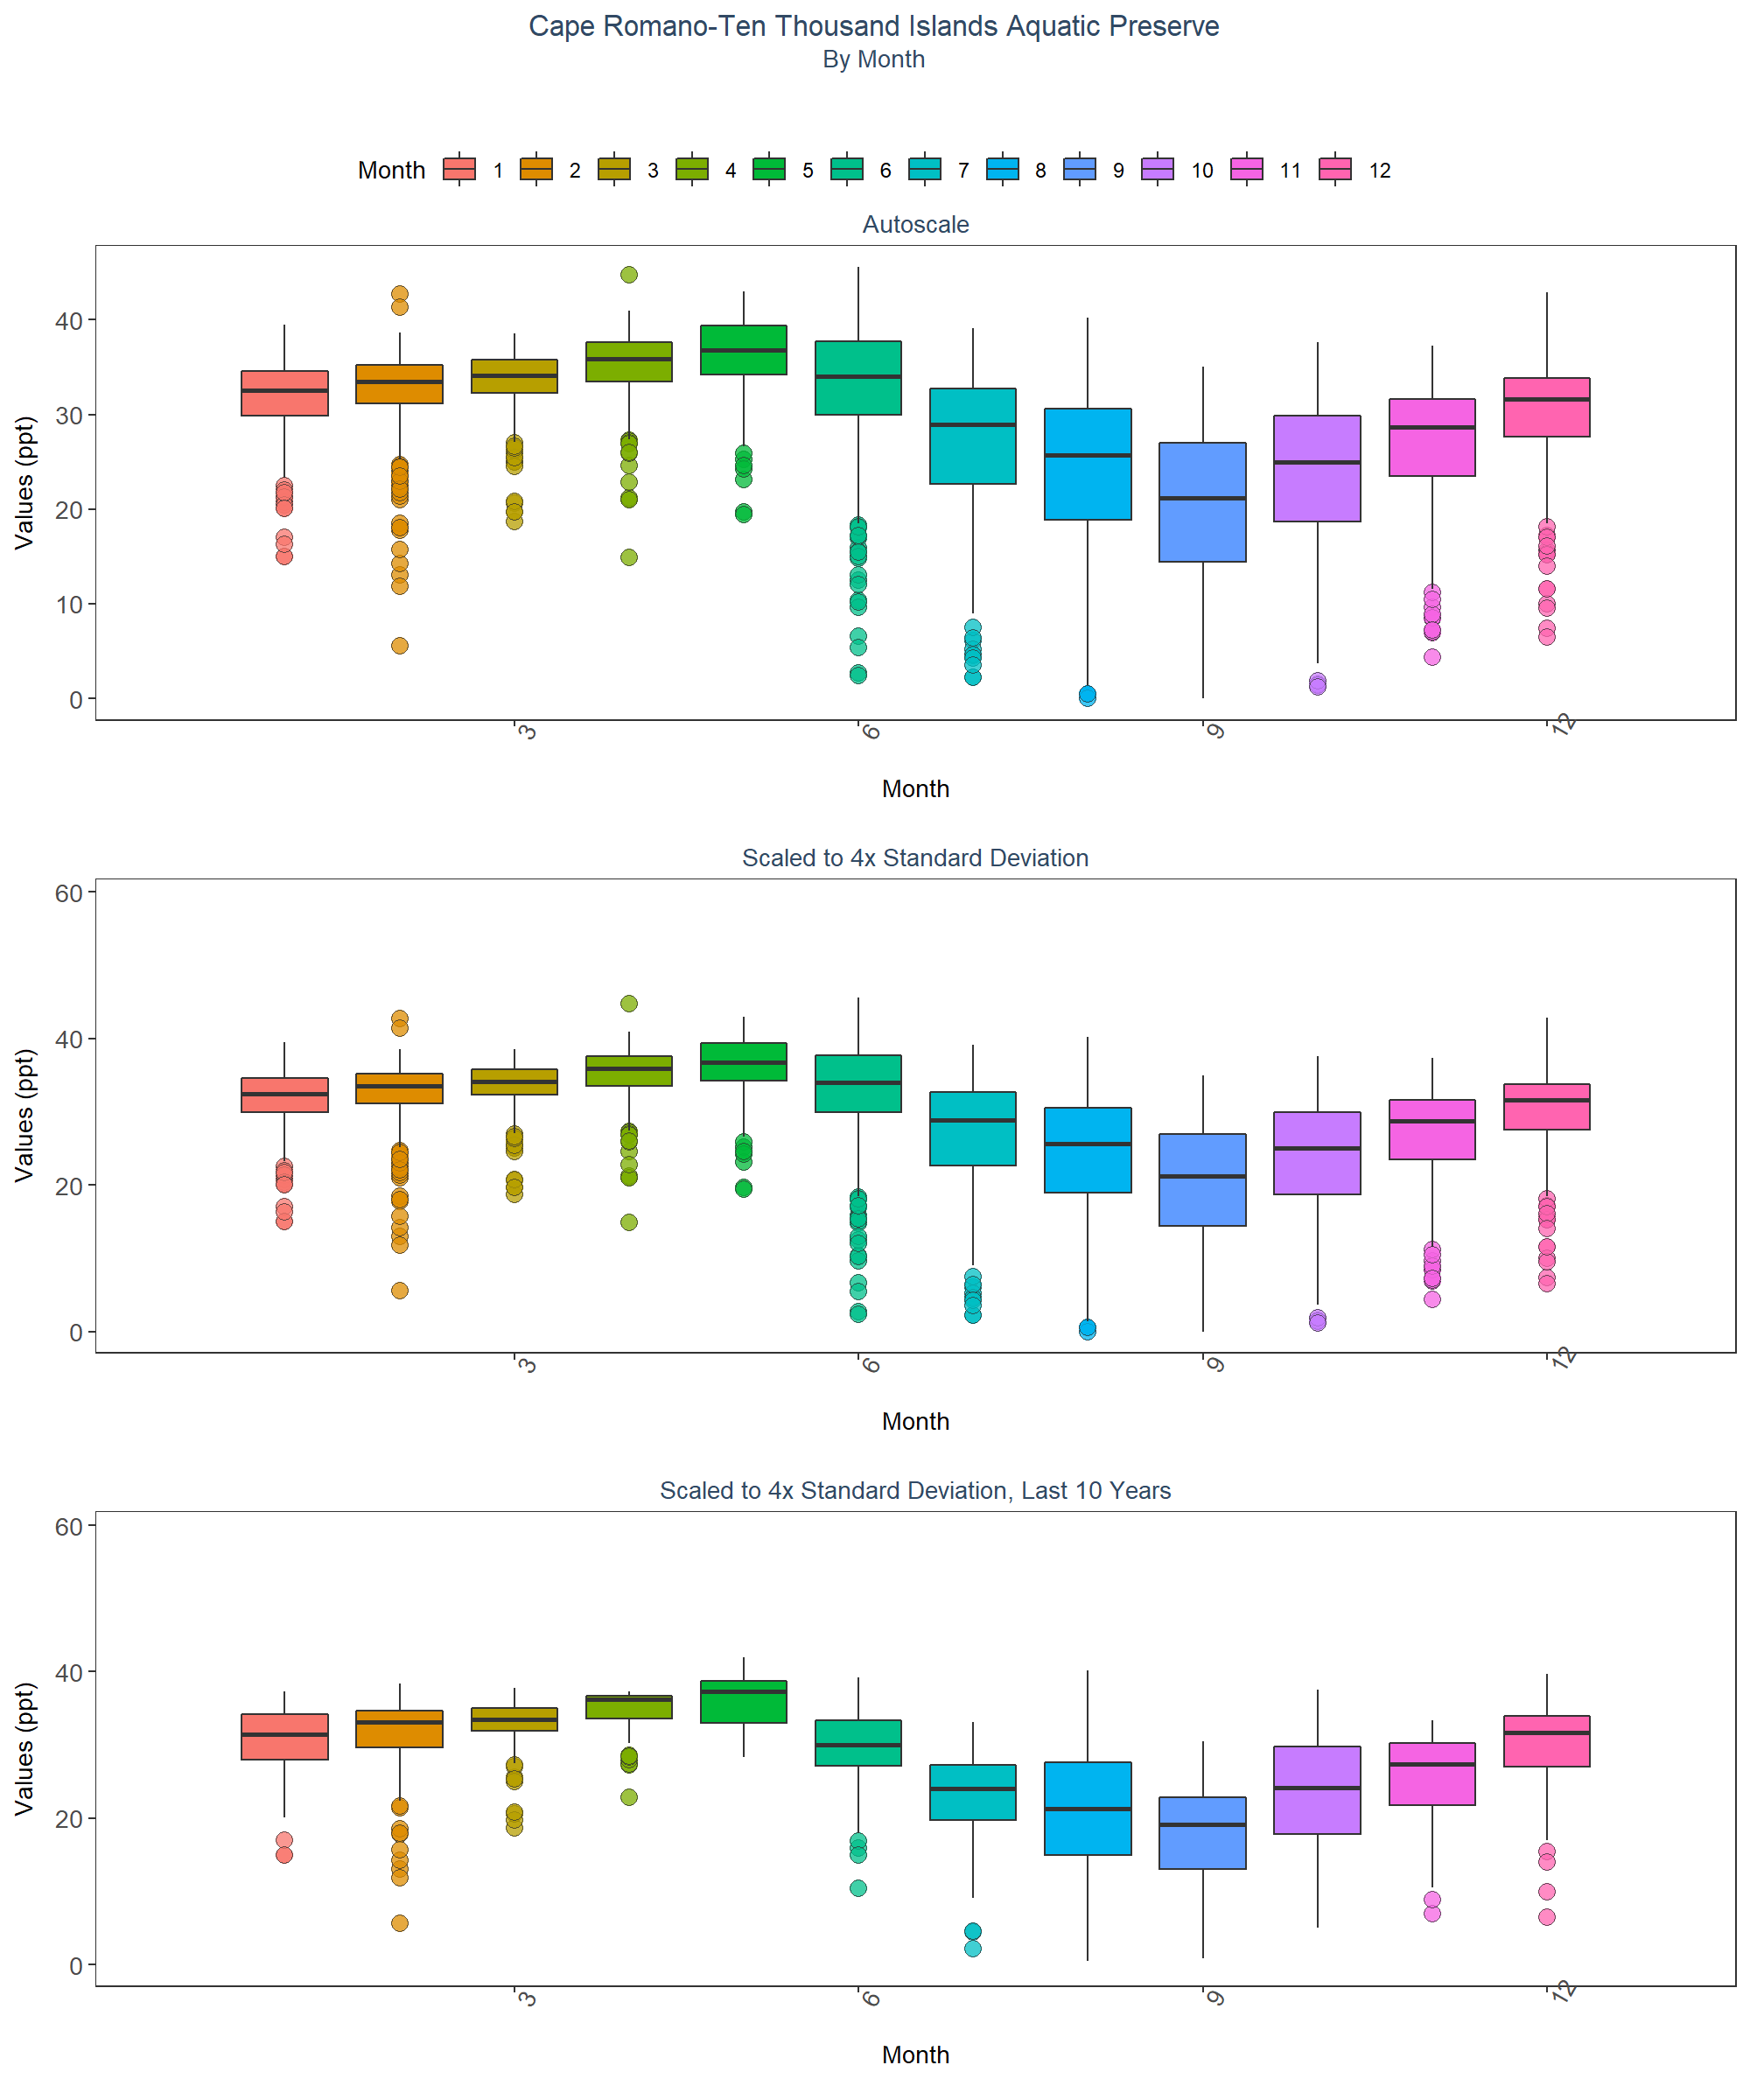 Cape Romano-Ten Thousand Islands Aquatic Preserve
By Month
Month 1 2 3 4 5 6 7 8 9 10 11 12
Autoscale
Values (ppt)
40
30
20
10
0
3 6 9 12
Month
Scaled to 4x Standard Deviation
Values (ppt)
60
40
20
0
3 6 9 12
Month
Scaled to 4x Standard Deviation, Last 10 Years
Values (ppt)
60
40
20
0
3 6 9 12
Month